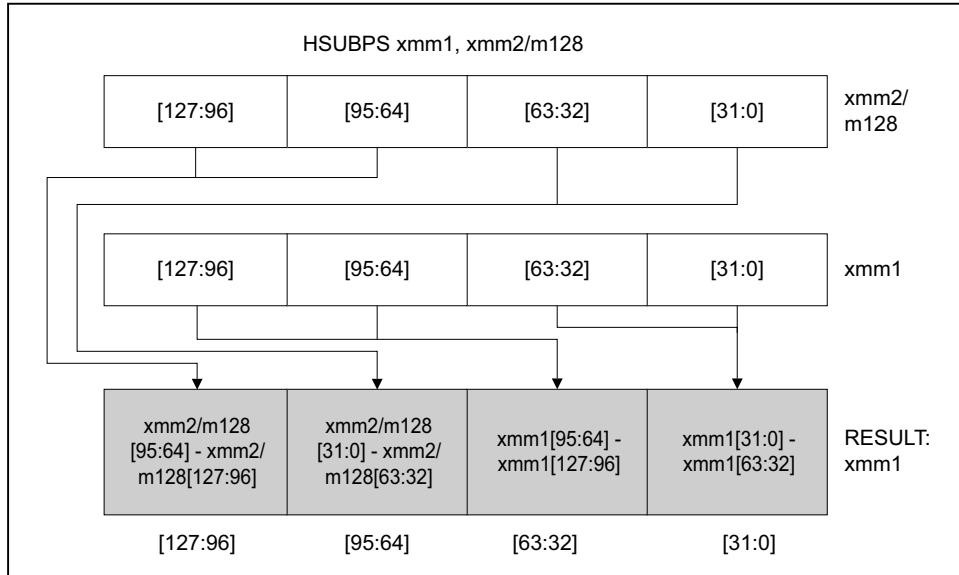 HSUBPS xmm1, xmm2/m128
[127:96] [95:64] [63:32] [31:0] xmm2/
m128
[127:96] [95:64] [63:32] [31:0] xmm1
xmm2/m128
[95:64] - xmm2/
m128[127:96]
xmm2/m128
[31:0] - xmm2/
m128[63:32]
xmm1[95:64] -
xmm1[127:96]
xmm1[31:0] -
xmm1[63:32]
RESULT:
xmm1
[127:96] [95:64] [63:32] [31:0]